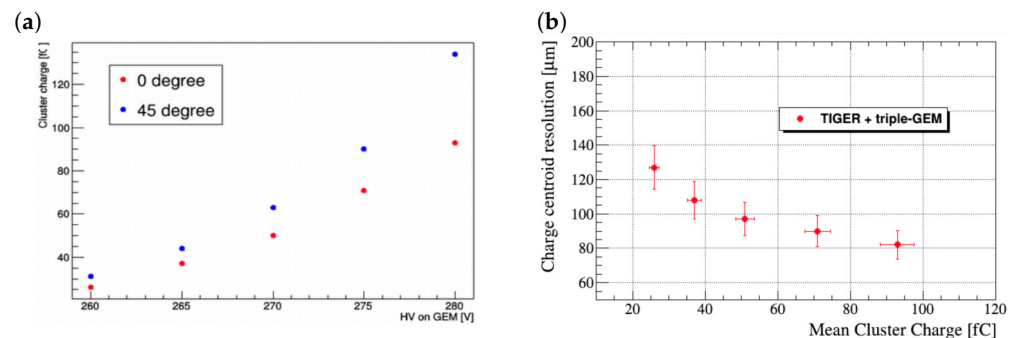 (a)
Cluster charge [fC]
120
100
80
60
40
0 degree
45 degree
260
265
270
275
280
HV on GEM [V]
(b)
Charge centroid resolution [μm]
200
180
160
140
120
100
80
60
TIGER + triple-GEM
20
40
60
80
100
120
Mean Cluster Charge [fC]